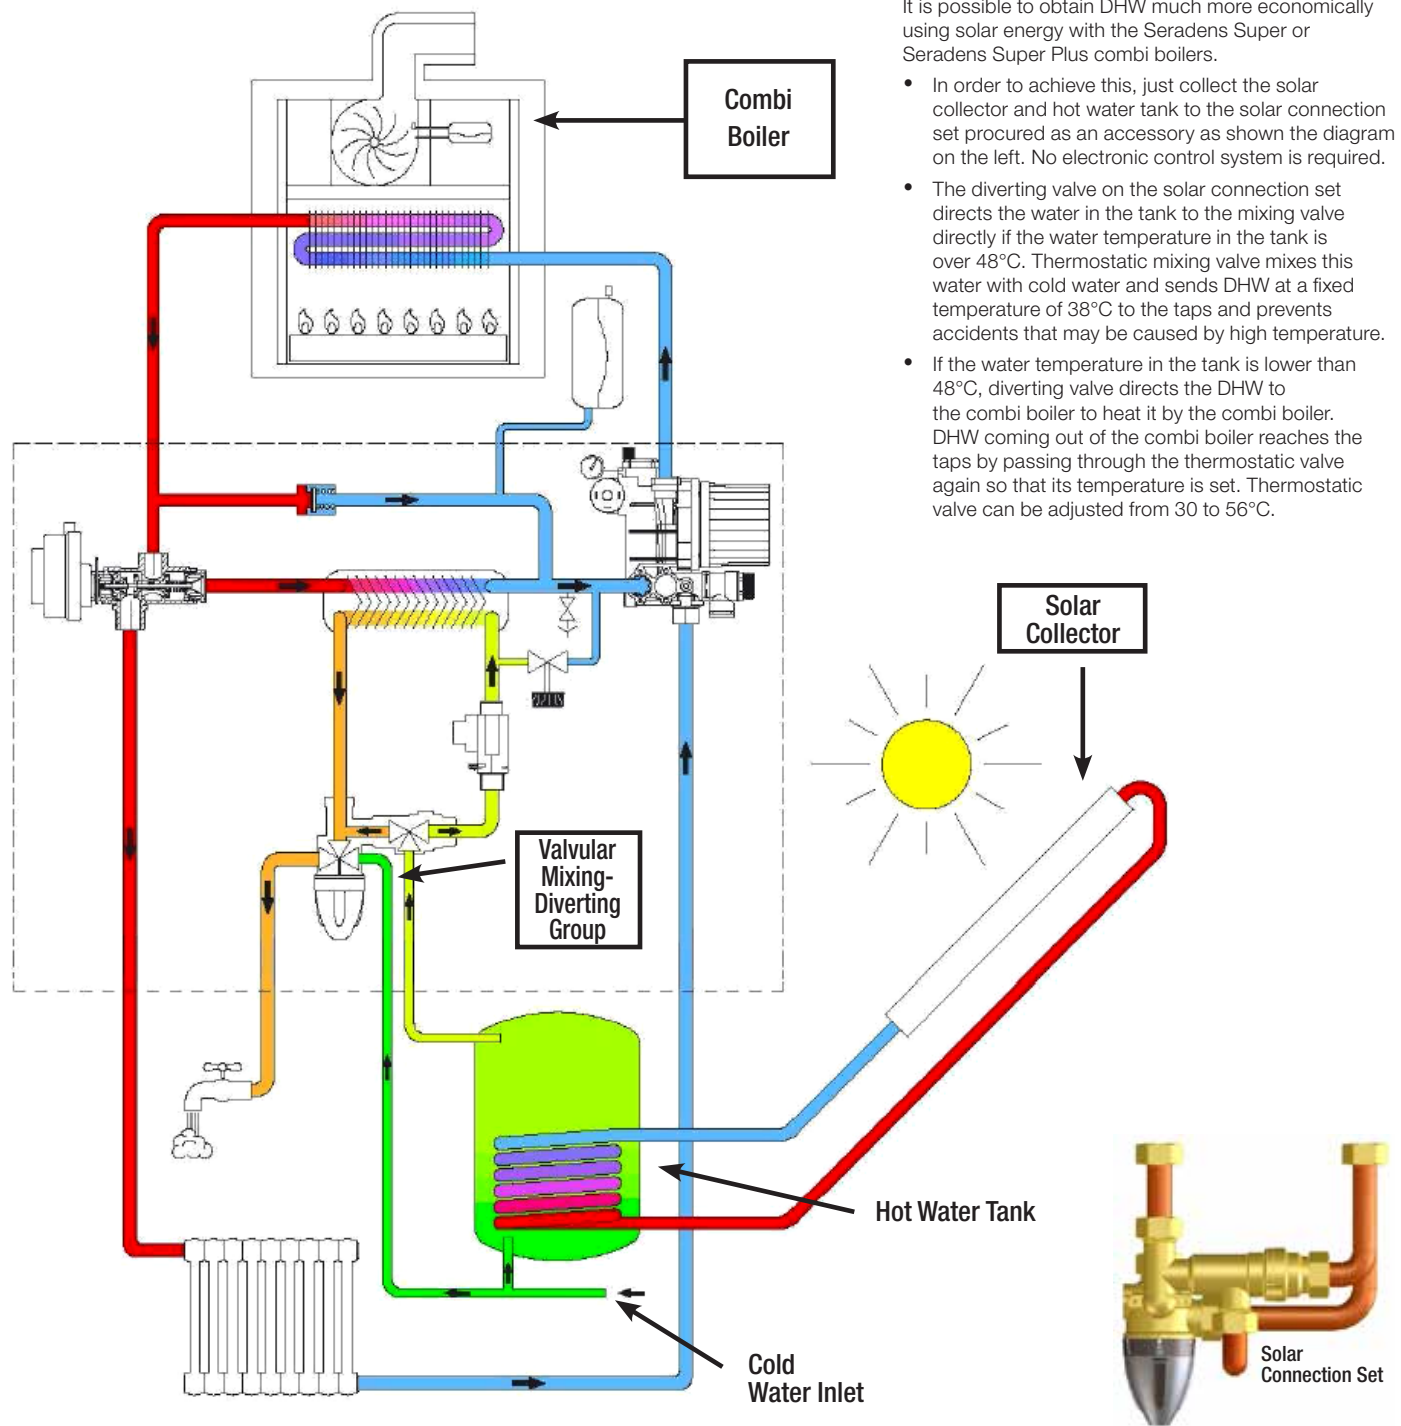 It is possible to obtain DHW much more economically
using solar energy with the Seradens Super or
Seradens Super Plus combi boilers.
• In order to achieve this, just collect the solar
collector and hot water tank to the solar connection
set procured as an accessory as shown the diagram
on the left. No electronic control system is required.
• The diverting valve on the solar connection set
directs the water in the tank to the mixing valve
directly if the water temperature in the tank is
over 48°C. Thermostatic mixing valve mixes this
water with cold water and sends DHW at a fixed
temperature of 38°C to the taps and prevents
accidents that may be caused by high temperature.
• If the water temperature in the tank is lower than
48°C, diverting valve directs the DHW to
the combi boiler to heat it by the combi boiler.
DHW coming out of the combi boiler reaches the
taps by passing through the thermostatic valve
again so that its temperature is set. Thermostatic
valve can be adjusted from 30 to 56°C.
Combi
Boiler
Solar
Collector
Valvular
Mixing-
Diverting
Group
Hot Water Tank
Cold
Water Inlet
Solar
Connection Set